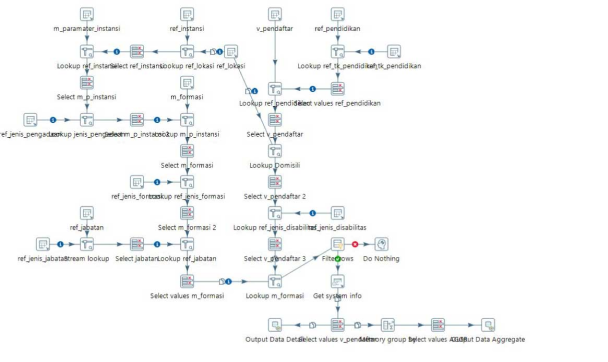 m_paramater_instansi
ref_instansi
v_pendaftar
ref_pendidikan
Lookup ref_instansi
Select ref_instansi
Lookup ref_lokasi
ref_lokasi
Lookup ref_tk_pendidikan
ref_tk_pendidikan
Select m_p_instansi
m_formasi
Lookup ref_pendidikan
Select values ref_pendidikan
ref_jenis_pengadaan
Lookup jenis_pengadaan
Select m_p_instansi 2
Lookup m_p_instansi
Select v_pendaftar
Select m_formasi
Lookup Domisili
ref_jenis_formasi
Lookup ref_jenis_formasi
Select v_pendaftar 2
ref_jabatan
Select m_formasi 2
Lookup ref_jenis_disabilitas
ref_jenis_disabilitas
ref_jenis_jabatan
Stream lookup
Select jabatan
Lookup ref_jabatan
Select v_pendaftar 3
Filter rows
Do Nothing
Select values m_formasi
Lookup m_formasi
Get system info
Output Data Detail
Select values v_pendaftar
Memory group by
Select values AGGR
Output Data Aggregate